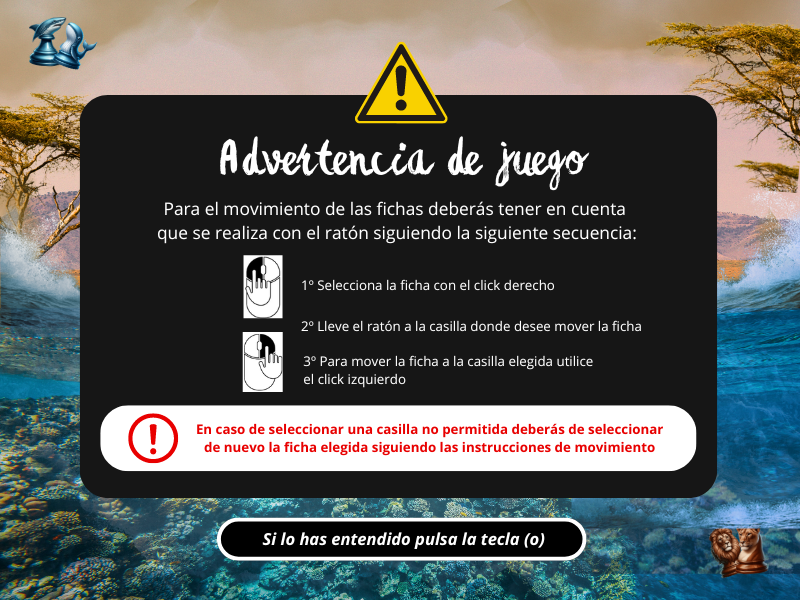 Advertencia de juego
Para el movimiento de las fichas deberás tener en cuenta
que se realiza con el ratón siguiendo la siguiente secuencia:
1º Selecciona la ficha con el click derecho
2º Lleve el ratón a la casilla donde desee mover la ficha
3º Para mover la ficha a la casilla elegida utilice
el click izquierdo
En caso de seleccionar una casilla no permitida deberás de seleccionar
de nuevo la ficha elegida siguiendo las instrucciones de movimiento
Si lo has entendido pulsa la tecla (o)